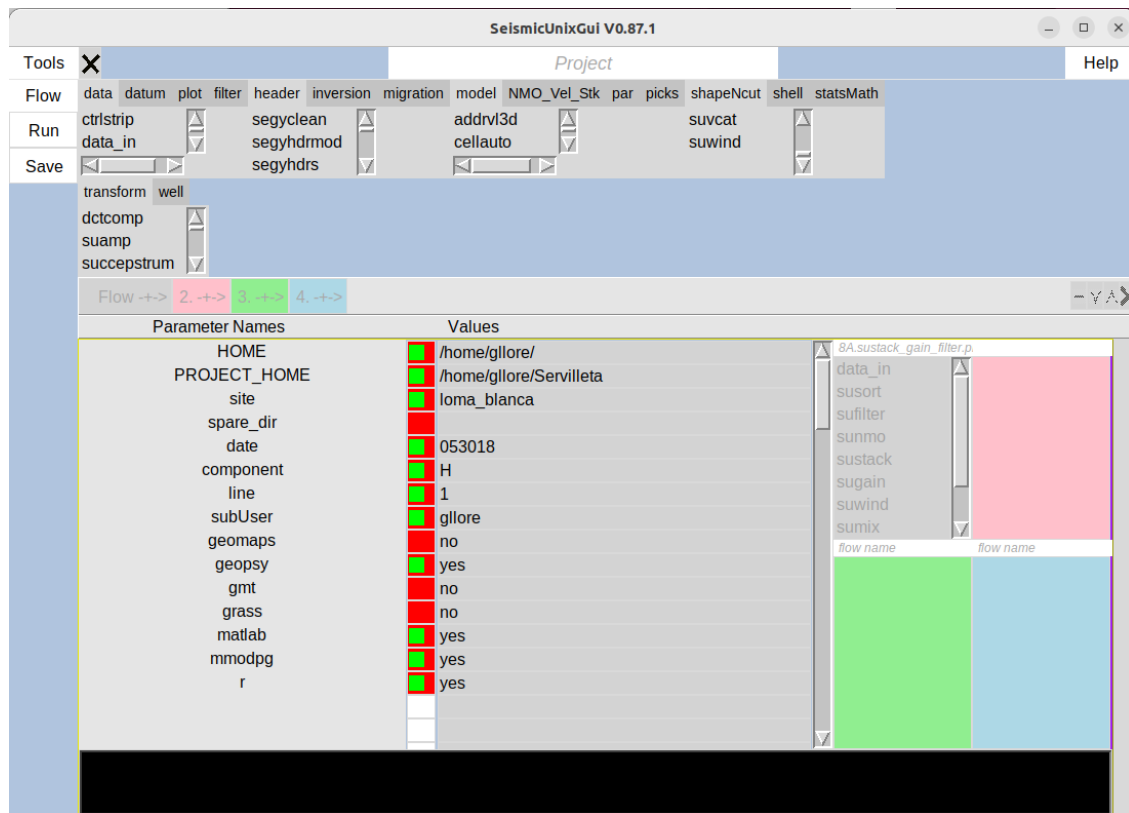 SeismicUnixGui V0.87.1
Tools X Project Help
Flow data datum plot filter header inversion migration model NMO_Vel_Stk par picks shapeNcut shell statsMath
ctrlstrip segyclean addrvl3d suvcat
Run data_in segyhdrmod cellauto suwind
Save segyhdrs
transform well
dctcomp
suamp
succepstrum
Flow -+-> 2. -+-> 3. -+-> 4. -+->
Parameter Names Values
HOME /home/gllore/ 8A.sustack_gain_filter.p
PROJECT_HOME /home/gllore/Servilleta data_in
site loma_blanca susort
spare_dir sufilter
date 053018 sunmo
component H sustack
line 1 sugain
subUser gllore suwind
geomaps no sumix
flow name flow name
geopsy yes
gmt no
grass no
matlab yes
mmodpg yes
r yes